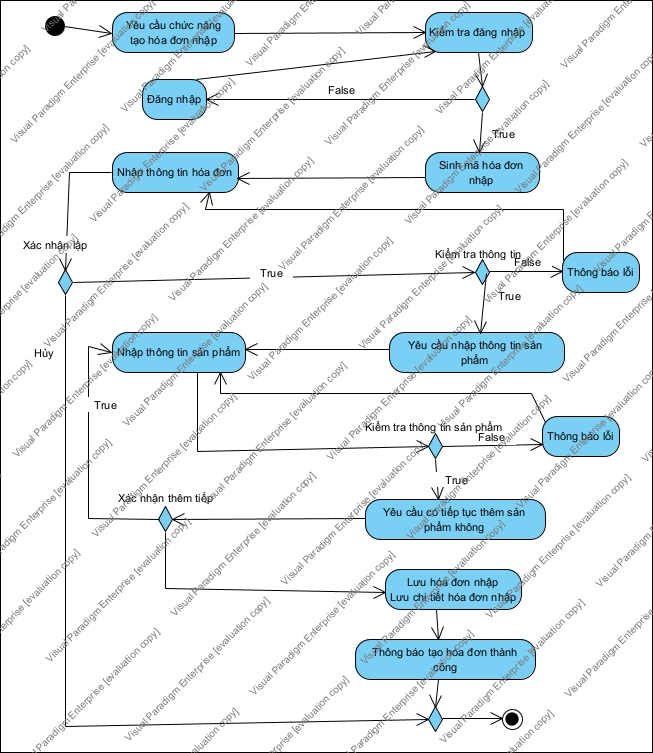 Yêu cầu chức năng
tạo hóa đơn nhập
Kiểm tra đăng nhập
False
Đăng nhập
True
Nhập thông tin hóa đơn
Sinh mã hóa đơn
nhập
Xác nhận lập
Kiểm tra thông tin
False
True
Thông báo lỗi
True
Hủy
Nhập thông tin sản phẩm
Yêu cầu nhập thông tin sản
phẩm
True
Kiểm tra thông tin sản phẩm
False
Thông báo lỗi
True
Xác nhận thêm tiếp
Yêu cầu có tiếp tục thêm sản
phẩm không
Lưu hóa đơn nhập
Lưu chi tiết hóa đơn nhập
Thông báo tạo hóa đơn thành
công
Visual Paradigm Enterprise [evaluation copy]